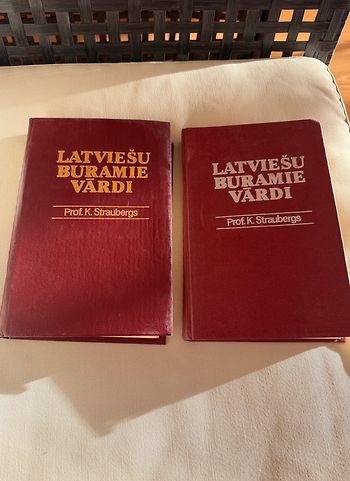 LATVIEŠU
BURAMIE
VĀRDI
Prof. K. Straubergs
LATVIEŠU
BURAMIE
VĀRDI
Prof. K. Straubergs